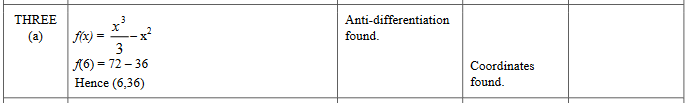 THREE
(a)
f(x) = x³/3 – x²
f(6) = 72 – 36
Hence (6,36)
Anti-differentiation
found.
Coordinates
found.